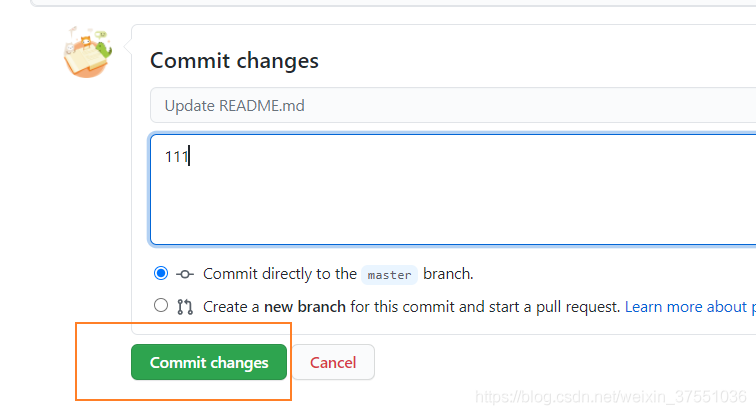 Commit changes
Update README.md
111
Commit directly to the master branch.
Create a new branch for this commit and start a pull request. Learn more about p
Commit changes Cancel
https://blog.csdn.net/weixin_37551036